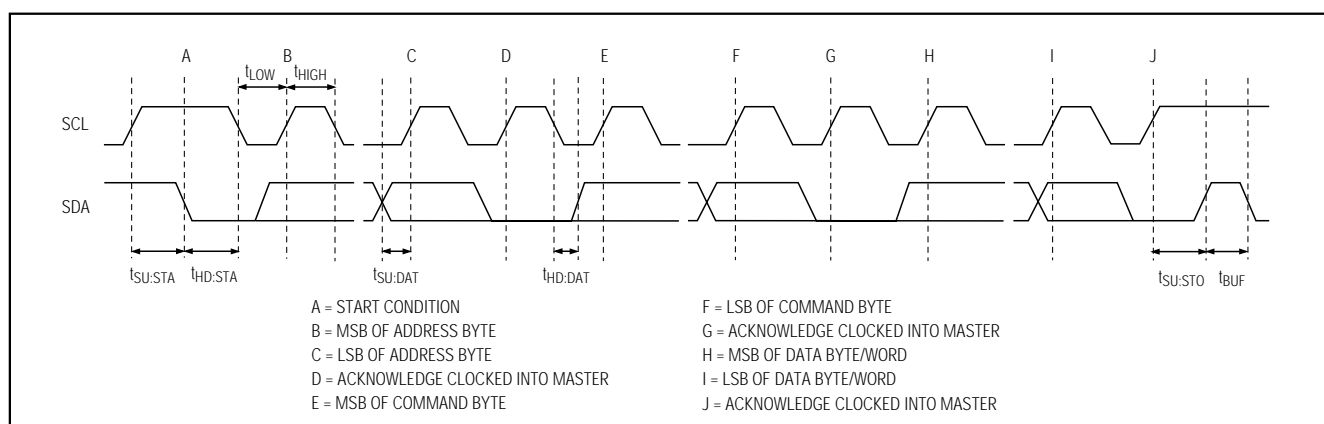 A B C D E F G H I J
tLOW tHIGH
SCL
SDA
tSU:STA tHD:STA tSU:DAT tHD:DAT tSU:STO tBUF
A = START CONDITION
B = MSB OF ADDRESS BYTE
C = LSB OF ADDRESS BYTE
D = ACKNOWLEDGE CLOCKED INTO MASTER
E = MSB OF COMMAND BYTE
F = LSB OF COMMAND BYTE
G = ACKNOWLEDGE CLOCKED INTO MASTER
H = MSB OF DATA BYTE/WORD
I = LSB OF DATA BYTE/WORD
J = ACKNOWLEDGE CLOCKED INTO MASTER